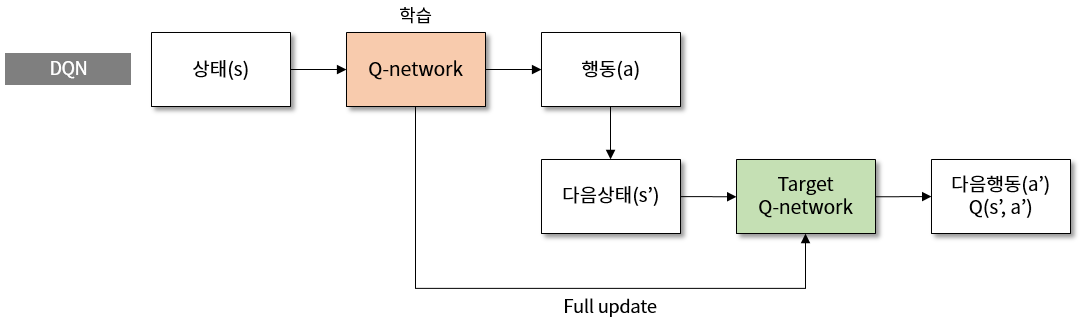 학습
DQN
상태(s)
Q-network
행동(a)
다음상태(s’)
Target
Q-network
다음행동(a’)
Q(s’, a’)
Full update